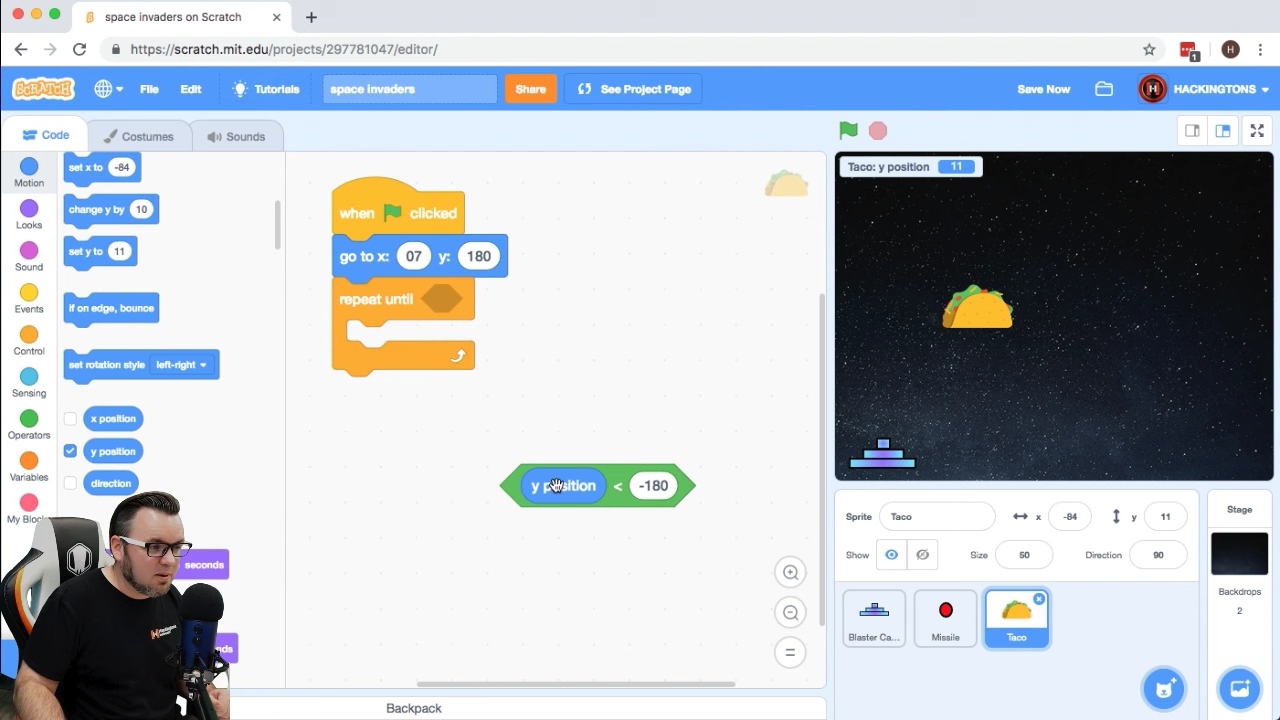 space invaders on Scratch
https://scratch.mit.edu/projects/297781047/editor/
1
H
SCRATCH
File
Edit
Tutorials
space invaders
Share
See Project Page
Save Now
H
HACKINGTONS
Code
Costumes
Sounds
Motion
Looks
Sound
Events
Control
Sensing
Operators
Variables
My Blocks
set x to -84
change y by 10
set y to 11
if on edge, bounce
set rotation style left-right
x position
y position
direction
seconds
when clicked
go to x: 07 y: 180
repeat until
y position < -180
Taco: y position 11
Sprite Taco x -84 y 11
Show Size 50 Direction 90
Blaster Ca...
Missile
Taco
Stage
Backdrops
2
Backpack